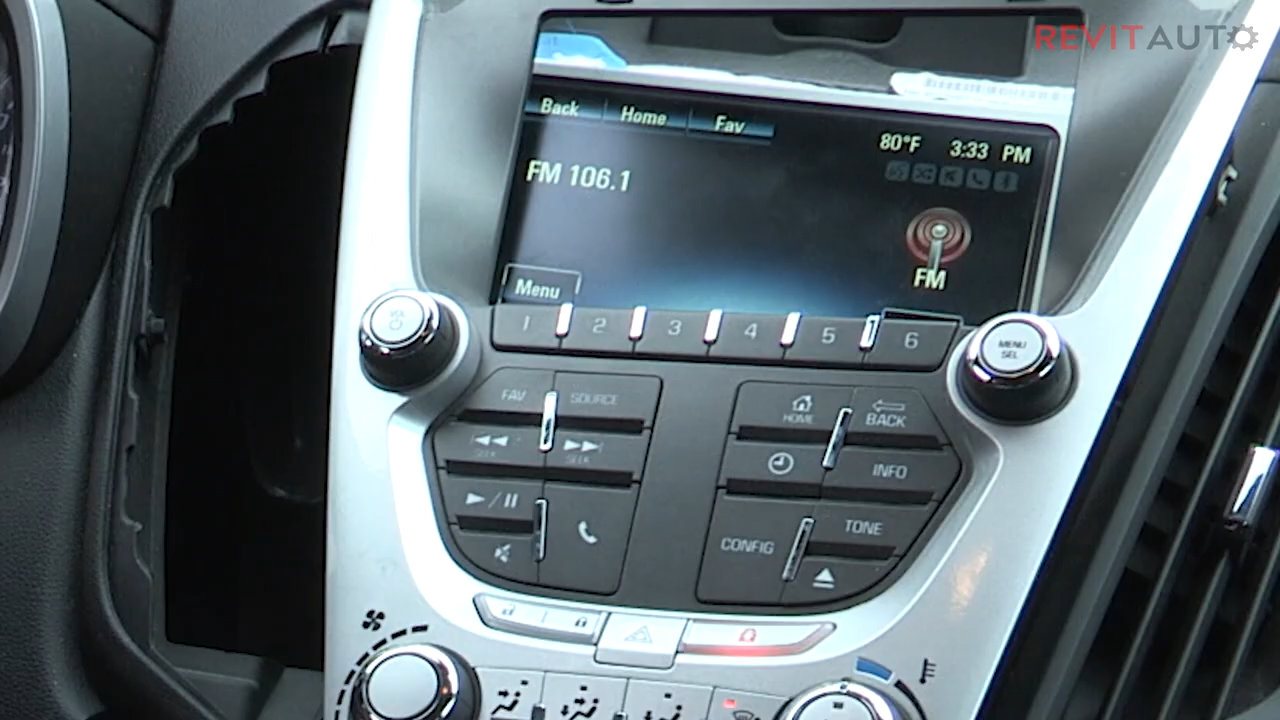 REVITAUTO
Back Home Fav
80°F 3:33 PM
FM 106.1
FM
Menu
1 2 3 4 5 6
MENU
SEL
FAV SOURCE
HOME BACK
SEEK SEEK
INFO
CONFIG TONE